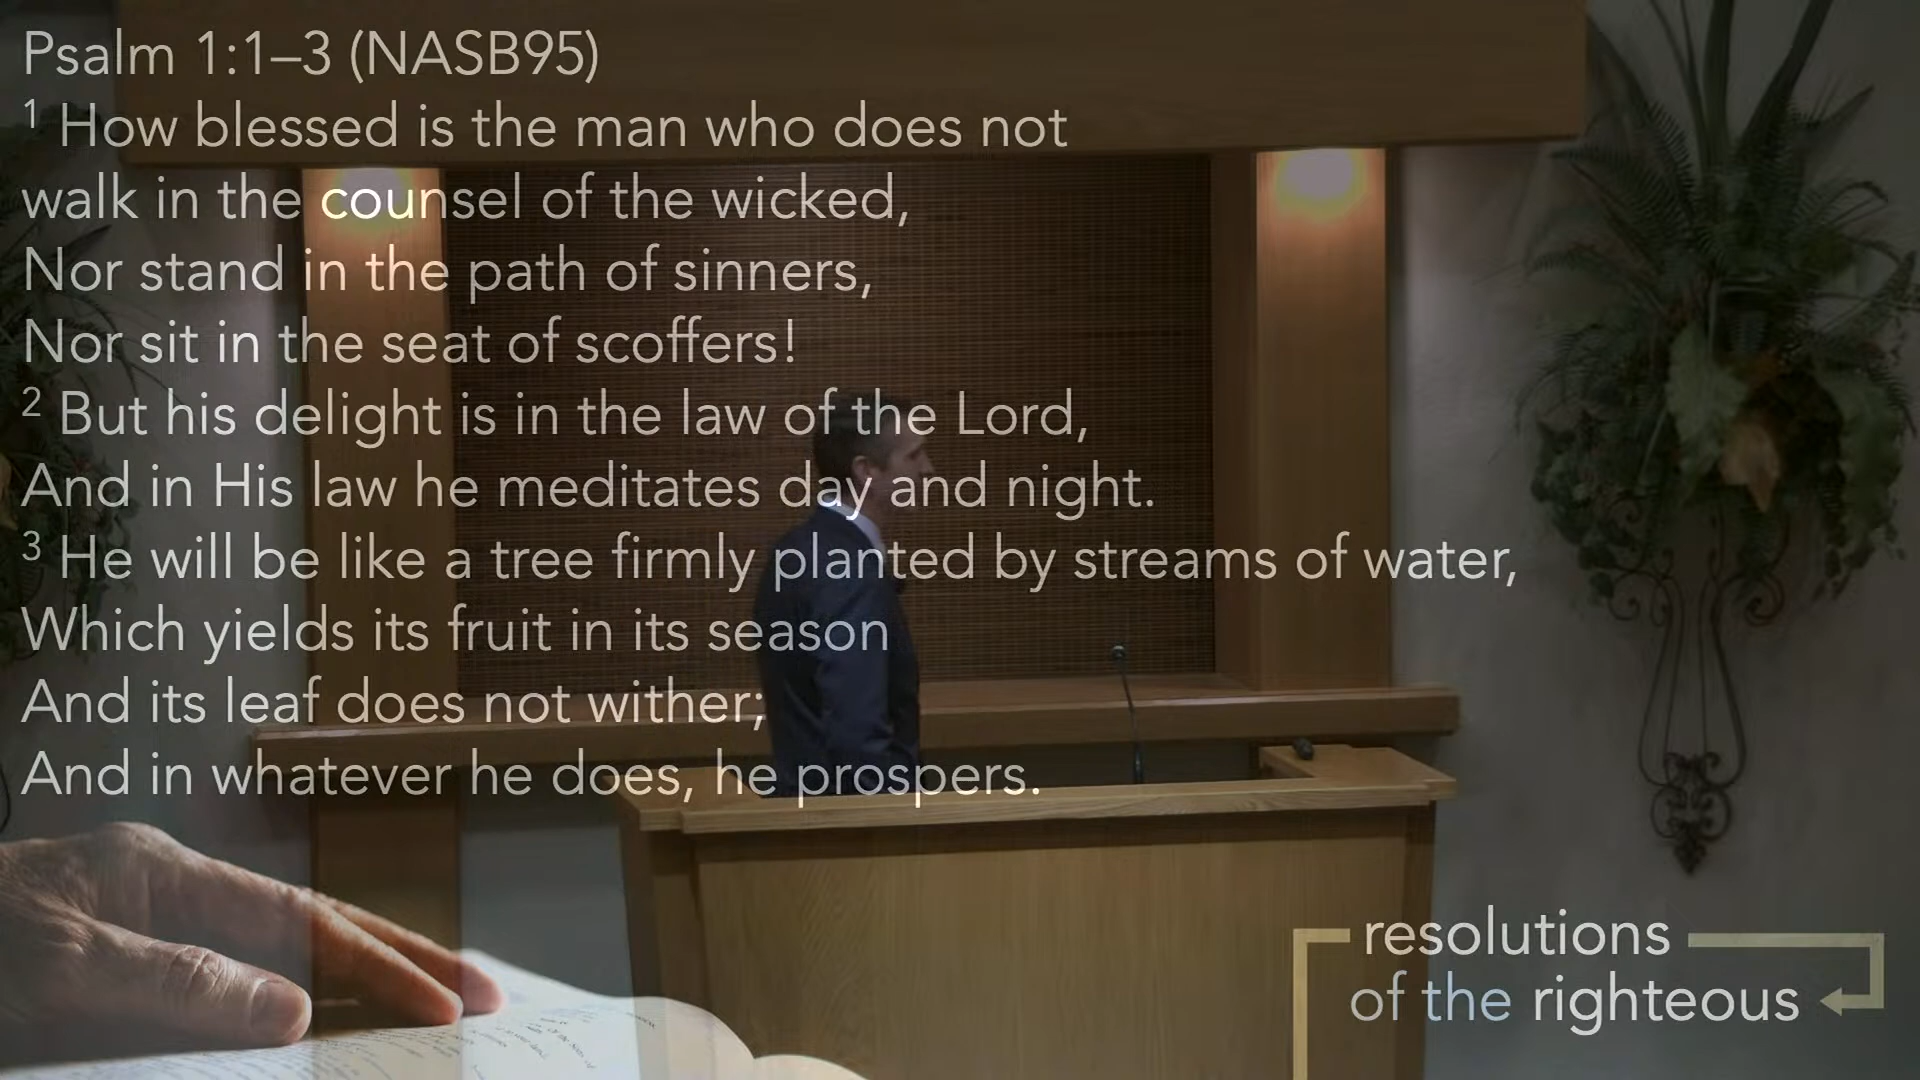 Psalm 1:1–3 (NASB95)
1 How blessed is the man who does not
walk in the counsel of the wicked,
Nor stand in the path of sinners,
Nor sit in the seat of scoffers!
2 But his delight is in the law of the Lord,
And in His law he meditates day and night.
3 He will be like a tree firmly planted by streams of water,
Which yields its fruit in its season
And its leaf does not wither;
And in whatever he does, he prospers.
resolutions
of the righteous